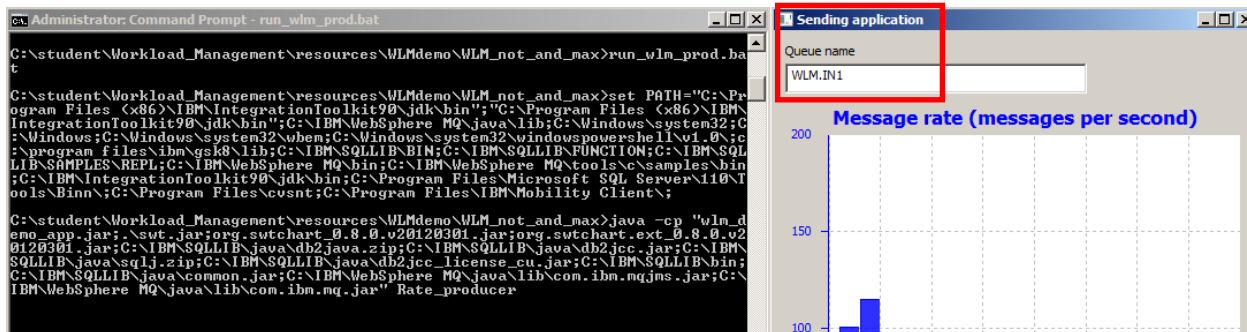 Administrator: Command Prompt - run_wlm_prod.bat
C:\student\Workload_Management\resources\WLMdemo\WLM_not_and_max>run_wlm_prod.ba
t
C:\student\Workload_Management\resources\WLMdemo\WLM_not_and_max>set PATH="C:\Pr
ogram Files (x86)\IBM\IntegrationToolkit90\jdk\bin";"C:\Program Files (x86)\IBM\
IntegrationToolkit90\jdk\bin";C:\IBM\WebSphere MQ\java\lib;C:\Windows\system32;C
:\Windows;C:\Windows\system32\wbem;C:\Windows\system32\windowspowershell\v1.0\;c
:\program files\ibm\gsk8\lib;C:\IBM\SQLLIB\BIN;C:\IBM\SQLLIB\FUNCTION;C:\IBM\SQL
LIB\SAMPLES\REPL;C:\IBM\WebSphere MQ\bin;C:\IBM\WebSphere MQ\tools\c\samples\bin
;C:\IBM\IntegrationToolkit90\jdk\bin;C:\Program Files\Microsoft SQL Server\110\T
ools\Binn\;C:\Program Files\cvsnt;C:\Program Files\IBM\Mobility Client\;
C:\student\Workload_Management\resources\WLMdemo\WLM_not_and_max>java -cp "wlm_d
emo_app.jar;.\swt.jar;org.swtchart_0.8.0.v20120301.jar;org.swtchart.ext_0.8.0.v2
0120301.jar;C:\IBM\SQLLIB\java\db2java.zip;C:\IBM\SQLLIB\java\db2jcc.jar;C:\IBM\
SQLLIB\java\sqlj.zip;C:\IBM\SQLLIB\java\db2jcc_license_cu.jar;C:\IBM\SQLLIB\bin;
C:\IBM\SQLLIB\java\common.jar;C:\IBM\WebSphere MQ\java\lib\com.ibm.mqjms.jar;C:\
IBM\WebSphere MQ\java\lib\com.ibm.mq.jar" Rate_producer
Sending application
Queue name
WLM.IN1
Message rate (messages per second)
200
150
100